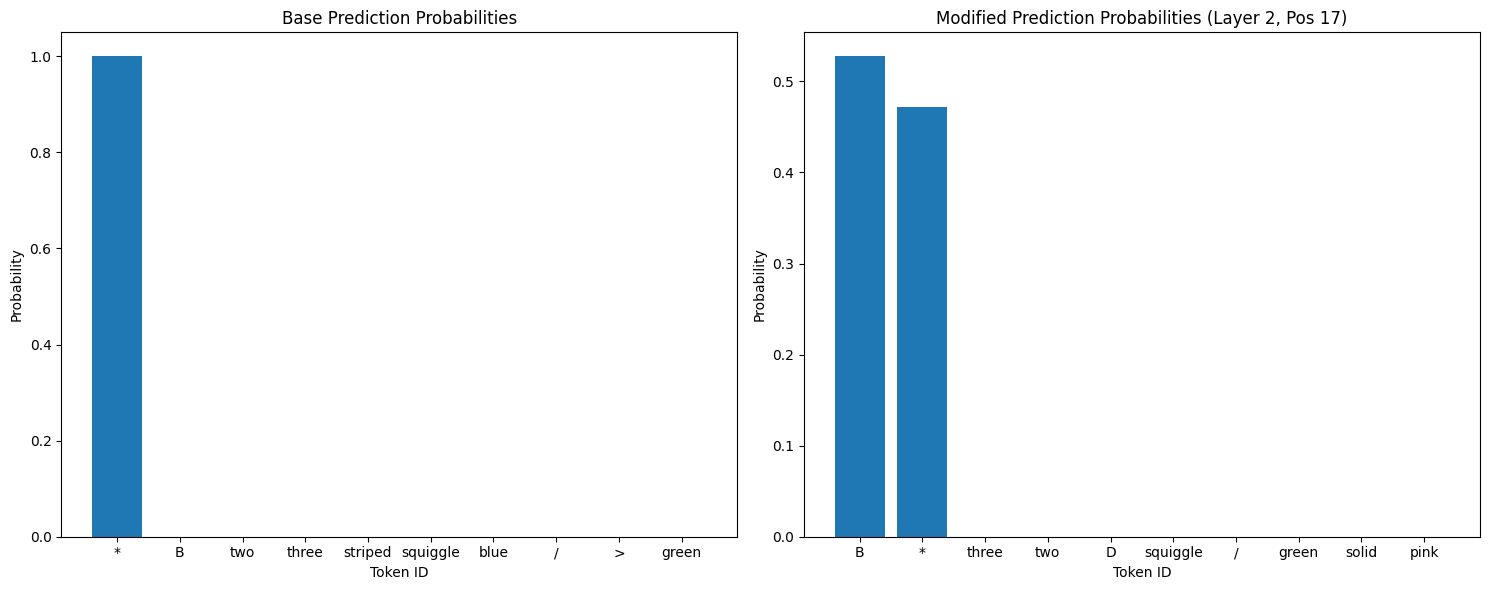 Base Prediction Probabilities
Probability
1.0
0.8
0.6
0.4
0.2
0.0
* B two three striped squiggle blue / > green
Token ID
Modified Prediction Probabilities (Layer 2, Pos 17)
Probability
0.5
0.4
0.3
0.2
0.1
0.0
B * three two D squiggle / green solid pink
Token ID